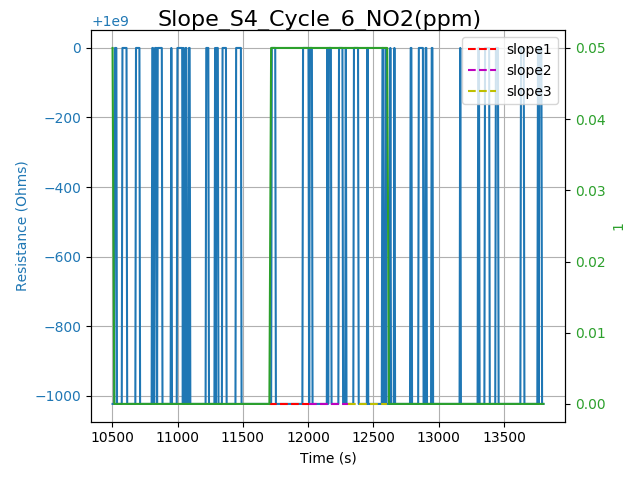 Slope_S4_Cycle_6_NO2(ppm)
+1e9
0
−200
−400
−600
−800
−1000
Resistance (Ohms)
slope1
slope2
slope3
0.05
0.04
0.03
0.02
0.01
0.00
1
10500 11000 11500 12000 12500 13000 13500
Time (s)